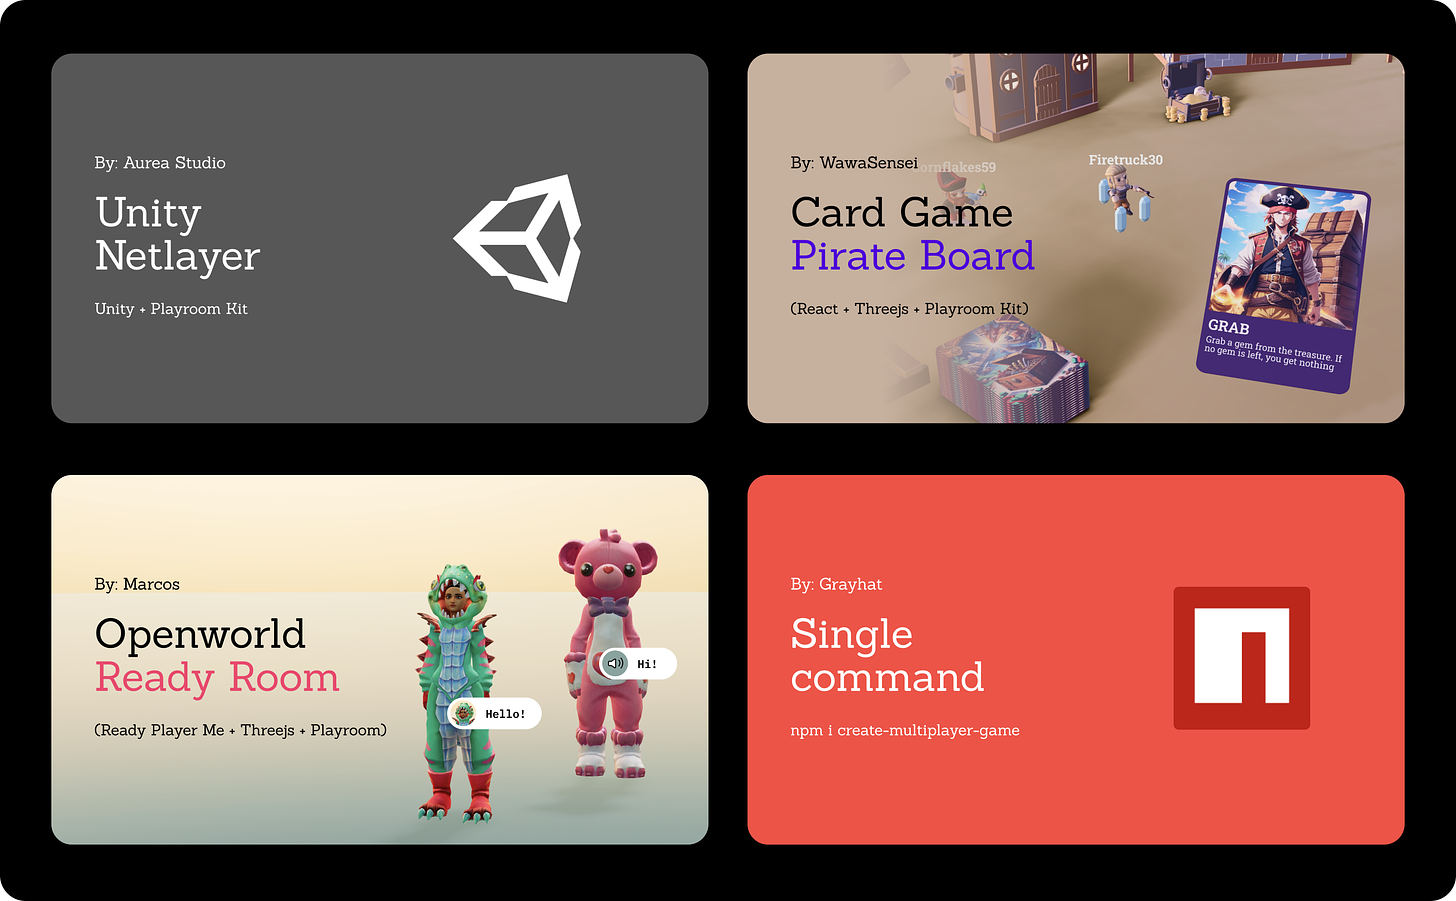 By: Aurea Studio
Unity
Netlayer
Unity + Playroom Kit
By: WawaSensei
Card Game
Pirate Board
(React + Threejs + Playroom Kit)
Firetruck30
GRAB
Grab a gem from the treasure. If
no gem is left, you get nothing
By: Marcos
Openworld
Ready Room
(Ready Player Me + Threejs + Playroom)
Hello!
Hi!
By: Grayhat
Single
command
npm i create-multiplayer-game